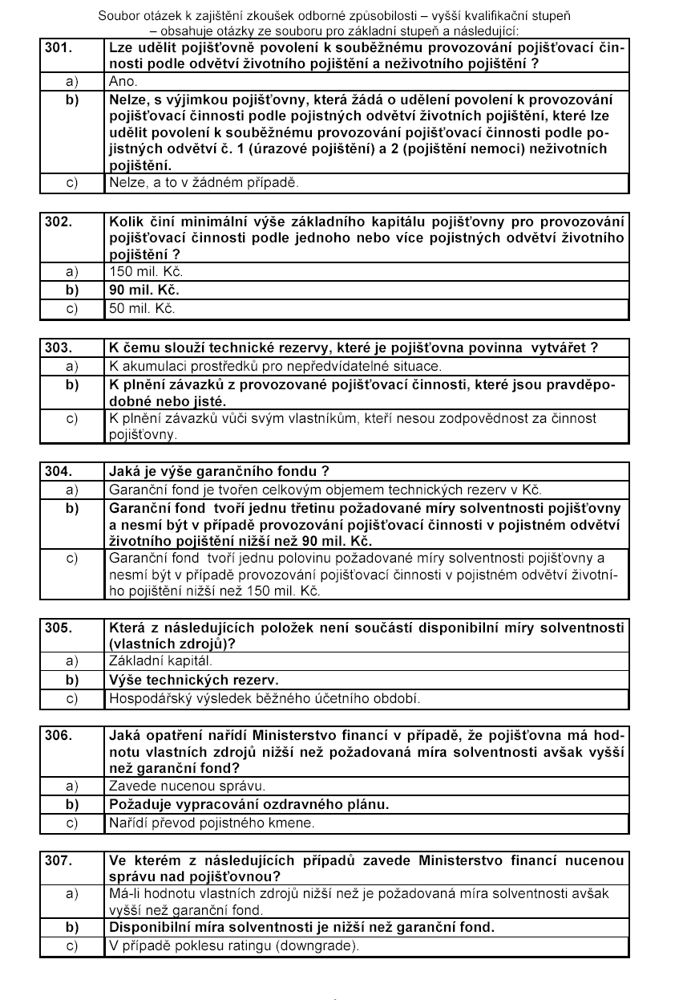 Soubor otázek k zajištění zkoušek odborné způsobilosti – vyšší kvalifikační stupeň
– obsahuje otázky ze souboru pro základní stupeň a následující:
301. Lze udělit pojišťovně povolení k souběžnému provozování pojišťovací čin-
nosti podle odvětví životního pojištění a neživotního pojištění ?
a) Ano.
b) Nelze, s výjimkou pojišťovny, která žádá o udělení povolení k provozování
pojišťovací činnosti podle pojistných odvětví životních pojištění, které lze
udělit povolení k souběžnému provozování pojišťovací činnosti podle po-
jistných odvětví č. 1 (úrazové pojištění) a 2 (pojištění nemoci) neživotních
pojištění.
c) Nelze, a to v žádném případě.
302. Kolik činí minimální výše základního kapitálu pojišťovny pro provozování
pojišťovací činnosti podle jednoho nebo více pojistných odvětví životního
pojištění ?
a) 150 mil. Kč.
b) 90 mil. Kč.
c) 50 mil. Kč.
303. K čemu slouží technické rezervy, které je pojišťovna povinna vytvářet ?
a) K akumulaci prostředků pro nepředvídatelné situace.
b) K plnění závazků z provozované pojišťovací činnosti, které jsou pravděpo-
dobné nebo jisté.
c) K plnění závazků vůči svým vlastníkům, kteří nesou zodpovědnost za činnost
pojišťovny.
304. Jaká je výše garančního fondu ?
a) Garanční fond je tvořen celkovým objemem technických rezerv v Kč.
b) Garanční fond tvoří jednu třetinu požadované míry solventnosti pojišťovny
a nesmí být v případě provozování pojišťovací činnosti v pojistném odvětví
životního pojištění nižší než 90 mil. Kč.
c) Garanční fond tvoří jednu polovinu požadované míry solventnosti pojišťovny a
nesmí být v případě provozování pojišťovací činnosti v pojistném odvětví životní-
ho pojištění nižší než 150 mil. Kč.
305. Která z následujících položek není součástí disponibilní míry solventnosti
(vlastních zdrojů)?
a) Základní kapitál.
b) Výše technických rezerv.
c) Hospodářský výsledek běžného účetního období.
306. Jaká opatření nařídí Ministerstvo financí v případě, že pojišťovna má hod-
notu vlastních zdrojů nižší než požadovaná míra solventnosti avšak vyšší
než garanční fond?
a) Zavede nucenou správu.
b) Požaduje vypracování ozdravného plánu.
c) Nařídí převod pojistného kmene.
307. Ve kterém z následujících případů zavede Ministerstvo financí nucenou
správu nad pojišťovnou?
a) Má-li hodnotu vlastních zdrojů nižší než je požadovaná míra solventnosti avšak
vyšší než garanční fond.
b) Disponibilní míra solventnosti je nižší než garanční fond.
c) V případě poklesu ratingu (downgrade).